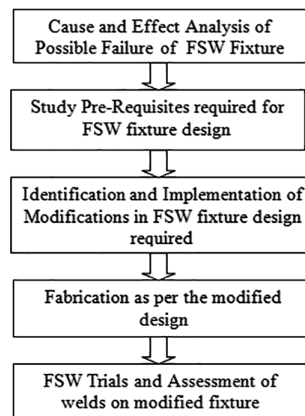 Cause and Effect Analysis of
Possible Failure of FSW Fixture
Study Pre-Requisites required for
FSW fixture design
Identification and Implementation of
Modifications in FSW fixture design
required
Fabrication as per the modified
design
FSW Trials and Assessment of
welds on modified fixture